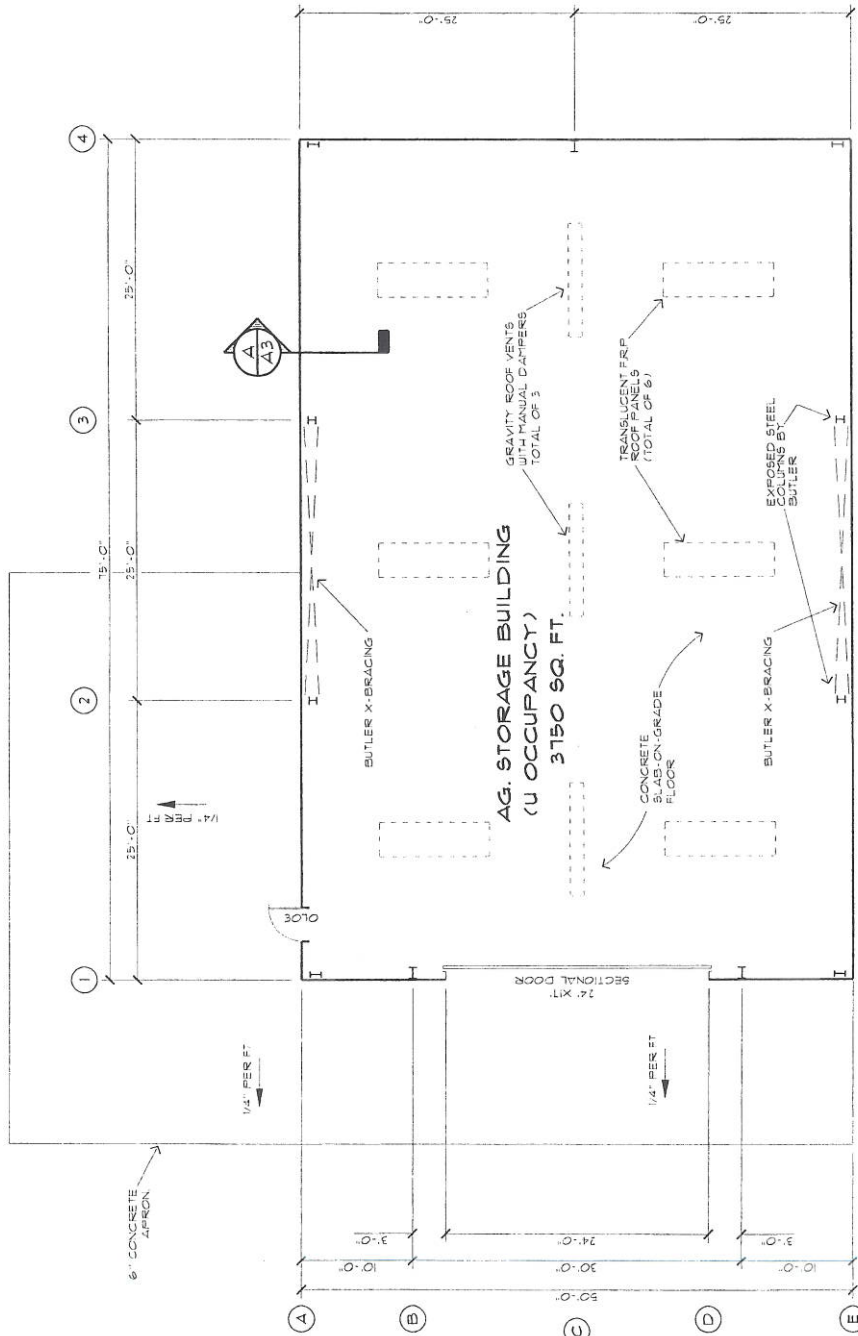 1
2
3
4
75'-0"
25'-0"
25'-0"
25'-0"
A
A3
25'-0"
25'-0"
1/4" PER FT
3070
BUTLER X-BRACING
GRAVITY ROOF VENTS
WITH MANUAL DAMPERS
TOTAL OF 3
AG. STORAGE BUILDING
(U OCCUPANCY)
3750 SQ. FT.
TRANSLUCENT F.R.P.
ROOF PANELS
(TOTAL OF 6)
CONCRETE
SLAB-ON-GRADE
FLOOR
BUTLER X-BRACING
EXPOSED STEEL
COLUMNS BY
BUTLER
SECTIONAL DOOR
1/4" PER FT
1/4" PER FT
6" CONCRETE
APRON
3'-0"
24'-0"
3'-0"
10'-0"
30'-0"
10'-0"
50'-0"
A
B
C
D
E